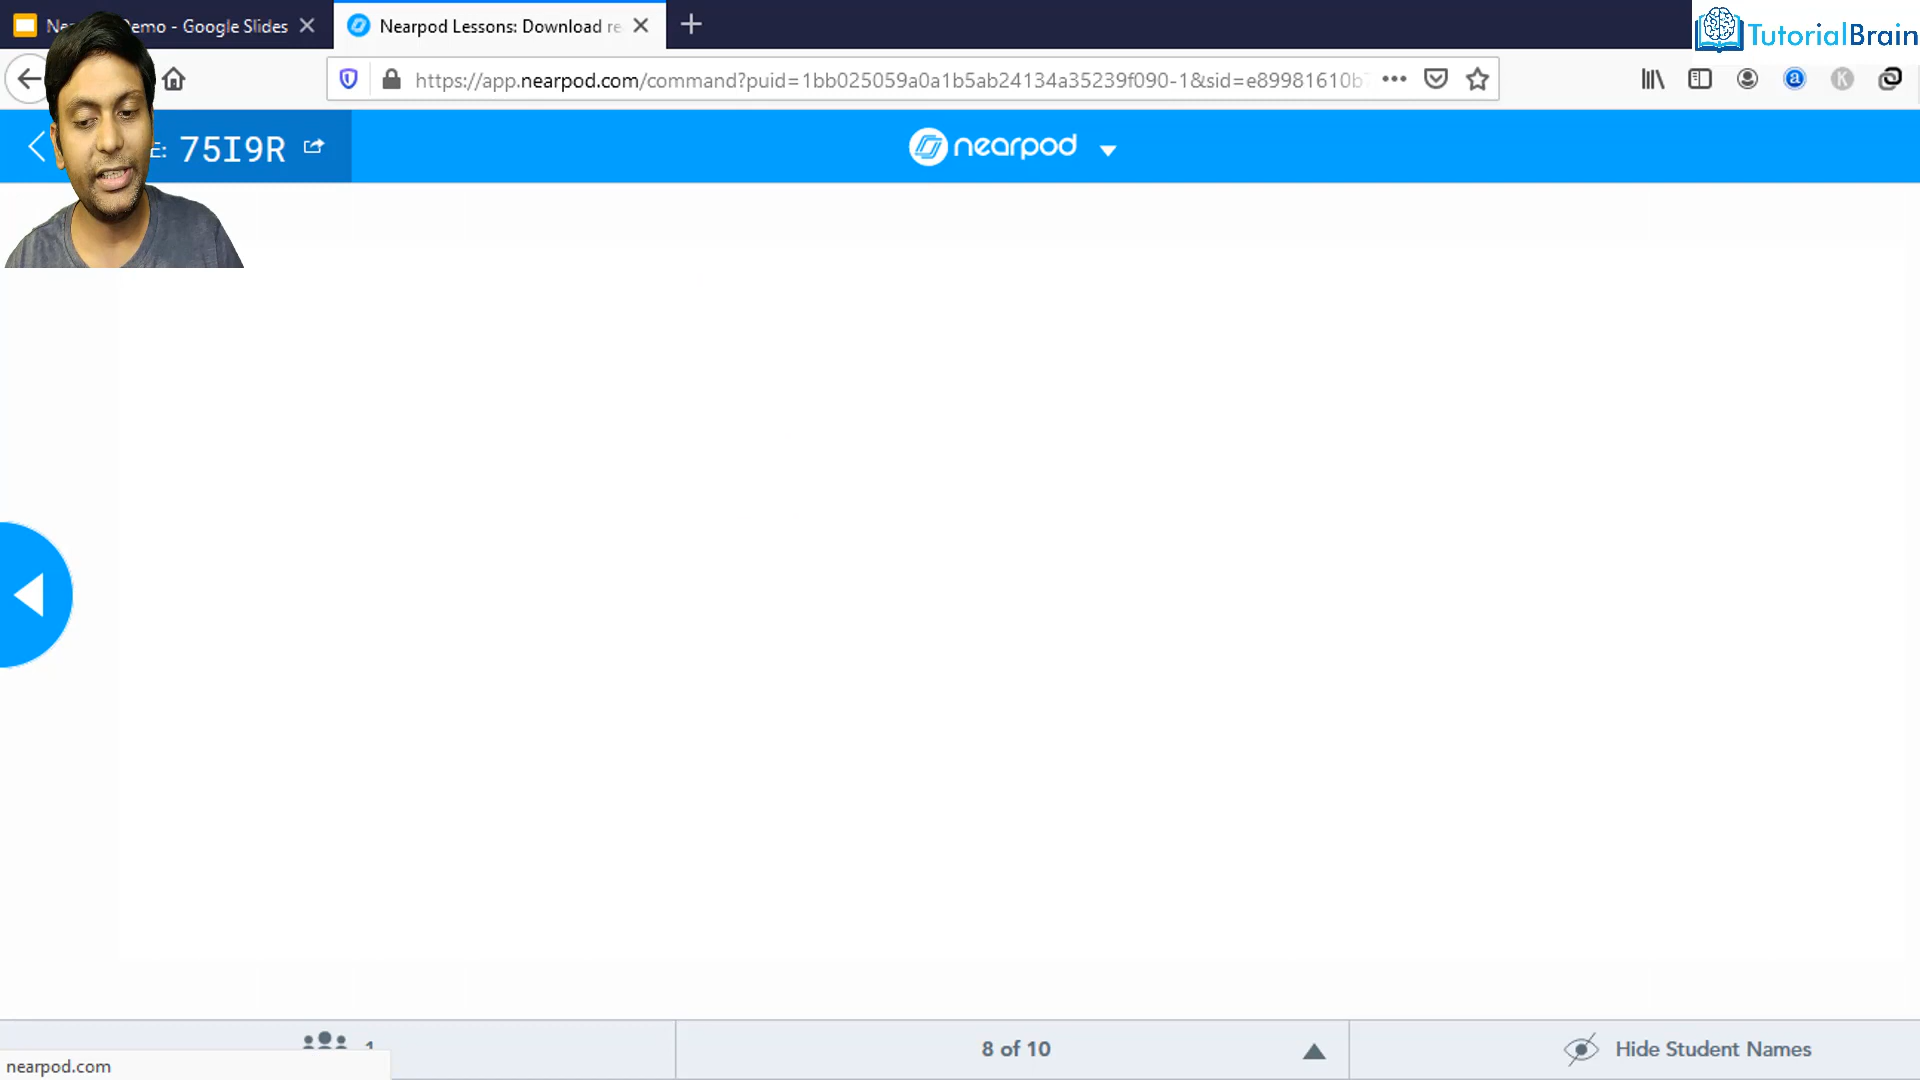 emo - Google Slides
Nearpod Lessons: Download re
TutorialBrain
https://app.nearpod.com/command?puid=1bb025059a0a1b5ab24134a35239f090-1&sid=e89981610b
E: 75I9R
nearpod
1
8 of 10
Hide Student Names
nearpod.com